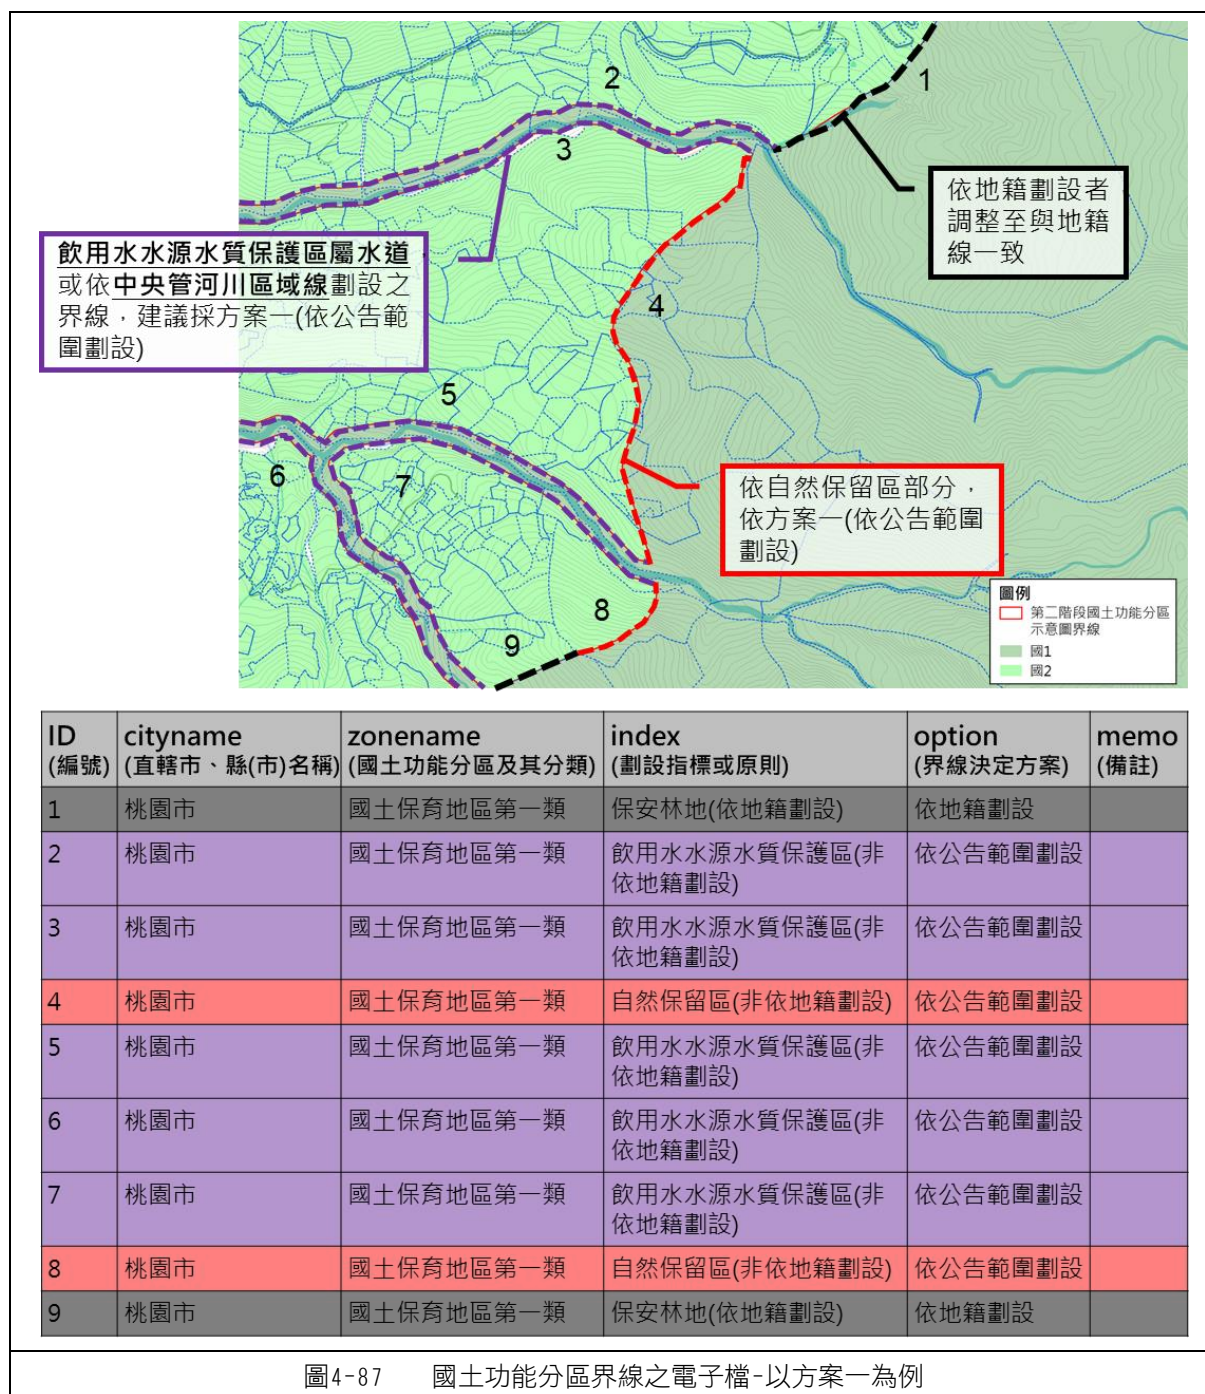 2
1
3
依地籍劃設者
調整至與地籍
線一致
飲用水水源水質保護區屬水道，
或依中央管河川區域線劃設之
界線，建議採方案一(依公告範
圍劃設)
4
5
6
7
依自然保留區部分，
依方案一(依公告範圍
劃設)
8
9
圖例
第二階段國土功能分區
示意圖界線
國1
國2
ID cityname zonename index option memo
(編號) (直轄市、縣(市)名稱) (國土功能分區及其分類) (劃設指標或原則) (界線決定方案) (備註)
1 桃園市 國土保育地區第一類 保安林地(依地籍劃設) 依地籍劃設
2 桃園市 國土保育地區第一類 飲用水水源水質保護區(非 依公告範圍劃設
依地籍劃設)
3 桃園市 國土保育地區第一類 飲用水水源水質保護區(非 依公告範圍劃設
依地籍劃設)
4 桃園市 國土保育地區第一類 自然保留區(非依地籍劃設) 依公告範圍劃設
5 桃園市 國土保育地區第一類 飲用水水源水質保護區(非 依公告範圍劃設
依地籍劃設)
6 桃園市 國土保育地區第一類 飲用水水源水質保護區(非 依公告範圍劃設
依地籍劃設)
7 桃園市 國土保育地區第一類 飲用水水源水質保護區(非 依公告範圍劃設
依地籍劃設)
8 桃園市 國土保育地區第一類 自然保留區(非依地籍劃設) 依公告範圍劃設
9 桃園市 國土保育地區第一類 保安林地(依地籍劃設) 依地籍劃設
圖4-87 國土功能分區界線之電子檔-以方案一為例